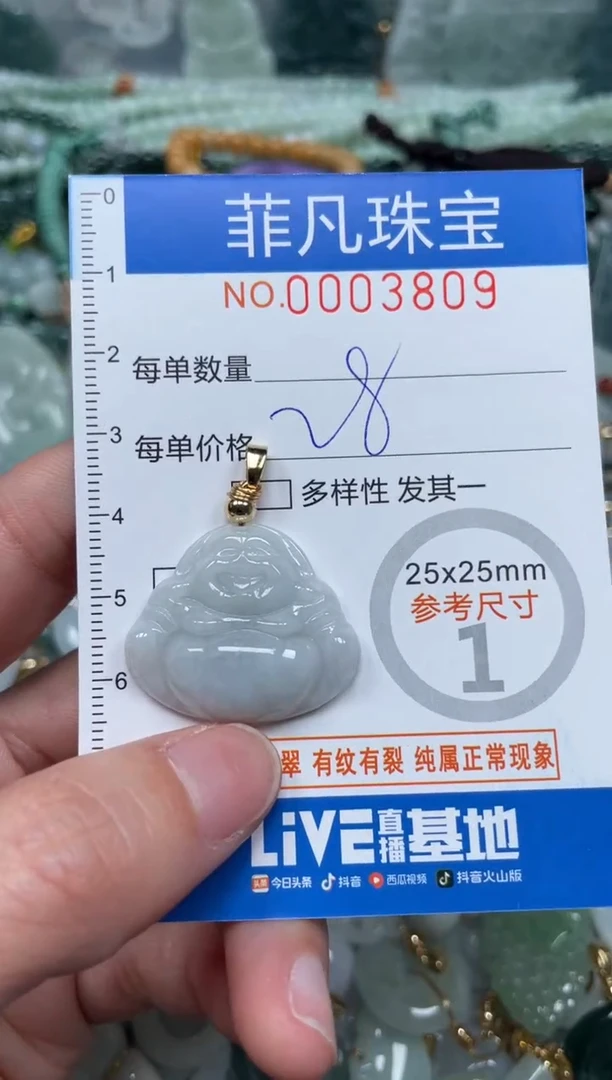 0
菲凡珠宝
1
NO.0003809
2
每单数量
28
3
每单价格
多样性 发其一
4
25x25mm
5
参考尺寸
1
6
翠 有纹有裂 纯属正常现象
LiVE直播基地
头条 今日头条 抖音 西瓜视频 抖音火山版